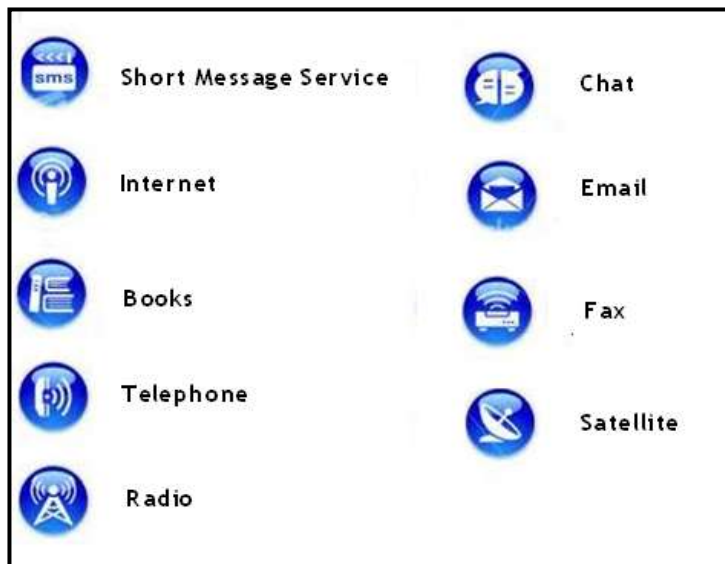 sms
Short Message Service
Internet
Books
Telephone
Radio
Chat
Email
Fax
Satellite